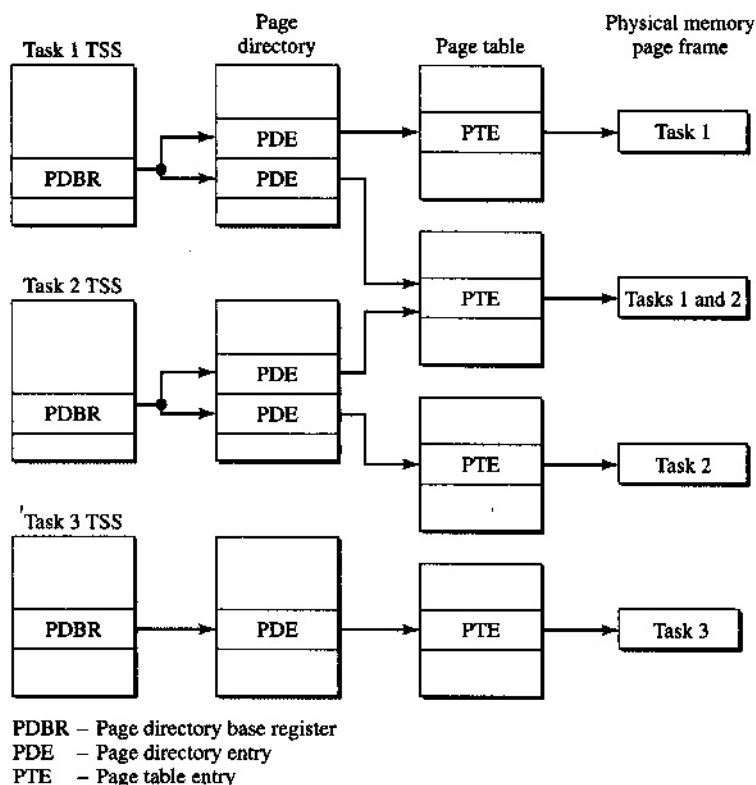 Page
directory
Page table
Physical memory
page frame
Task 1 TSS
PDE
PTE
Task 1
PDBR
PDE
Task 2 TSS
PTE
Tasks 1 and 2
PDE
PDBR
PDE
PTE
Task 2
Task 3 TSS
PDBR
PDE
PTE
Task 3
PDBR – Page directory base register
PDE – Page directory entry
PTE – Page table entry